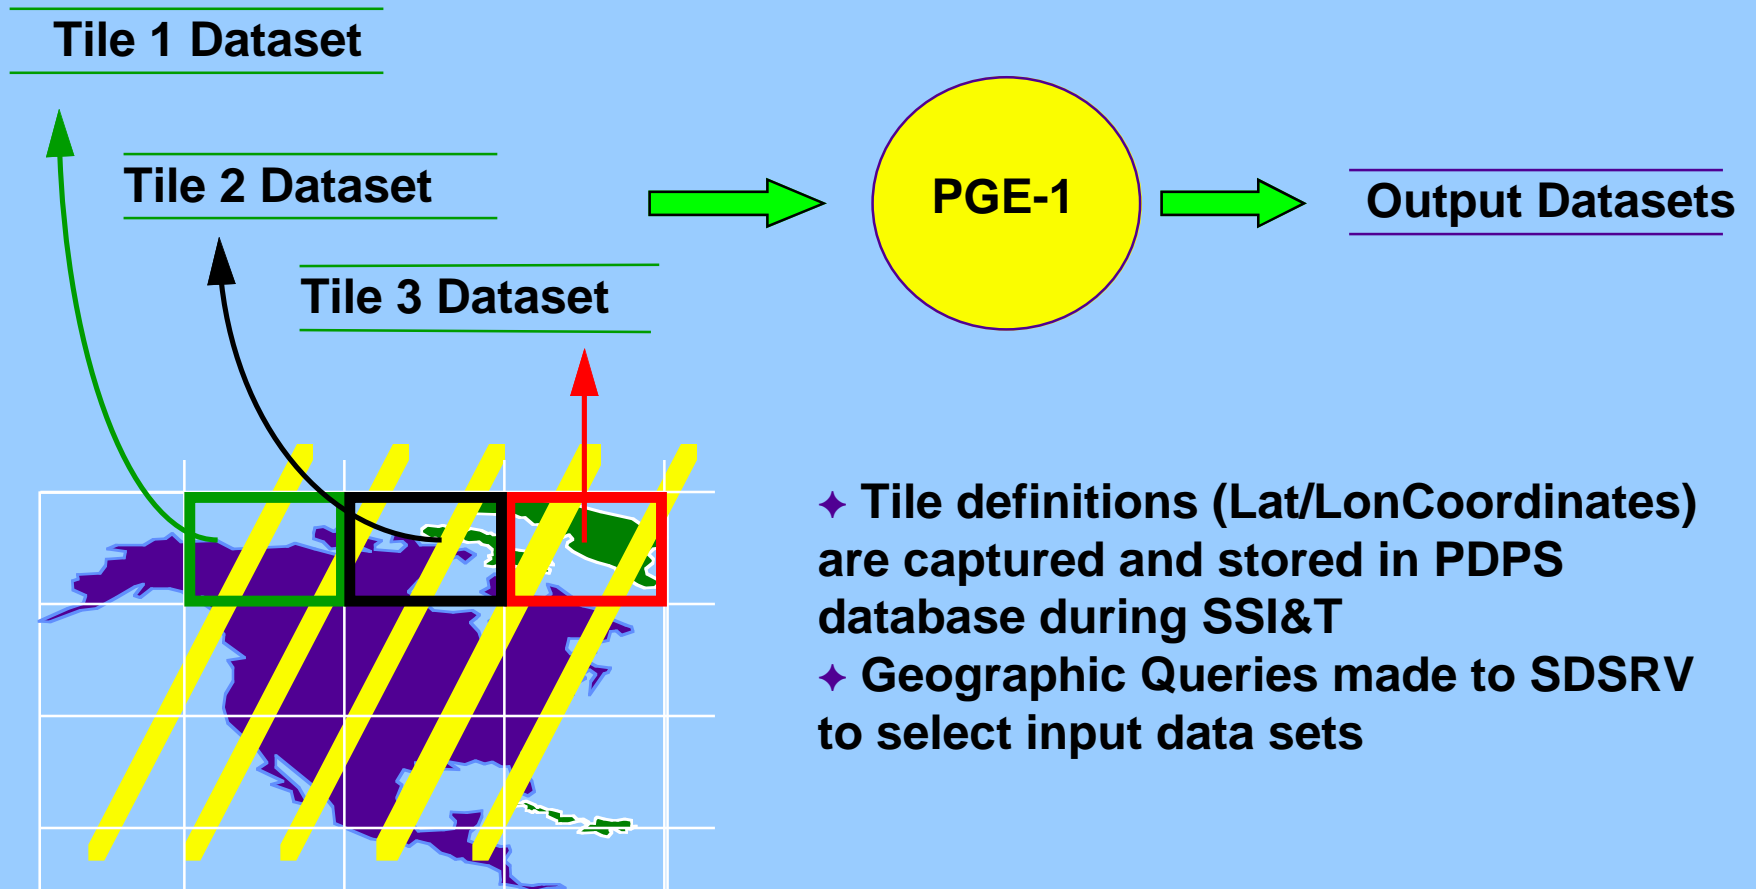 Tile 1 Dataset
Tile 2 Dataset
Tile 3 Dataset
PGE-1
Output Datasets
✦ Tile definitions (Lat/LonCoordinates)
are captured and stored in PDPS
database during SSI&T
✦ Geographic Queries made to SDSRV
to select input data sets